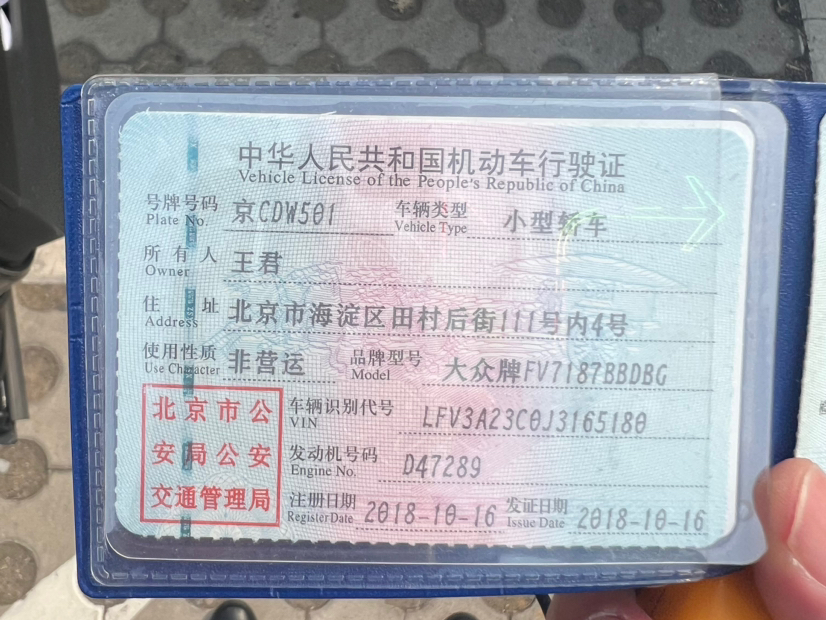 中华人民共和国机动车行驶证
Vehicle License of the People's Republic of China
号牌号码 京CDW501 车辆类型 小型轿车
Plate No. Vehicle Type
所有人 王君
Owner
住址 北京市海淀区田村后街111号内4号
Address
使用性质 非营运 品牌型号 大众牌FV7187BBDBG
Use Character Model
北京市公 车辆识别代号 LFV3A23C0J3165180
VIN
安局公安 发动机号码 D47289
Engine No.
交通管理局 注册日期 2018-10-16 发证日期 2018-10-16
Register Date Issue Date